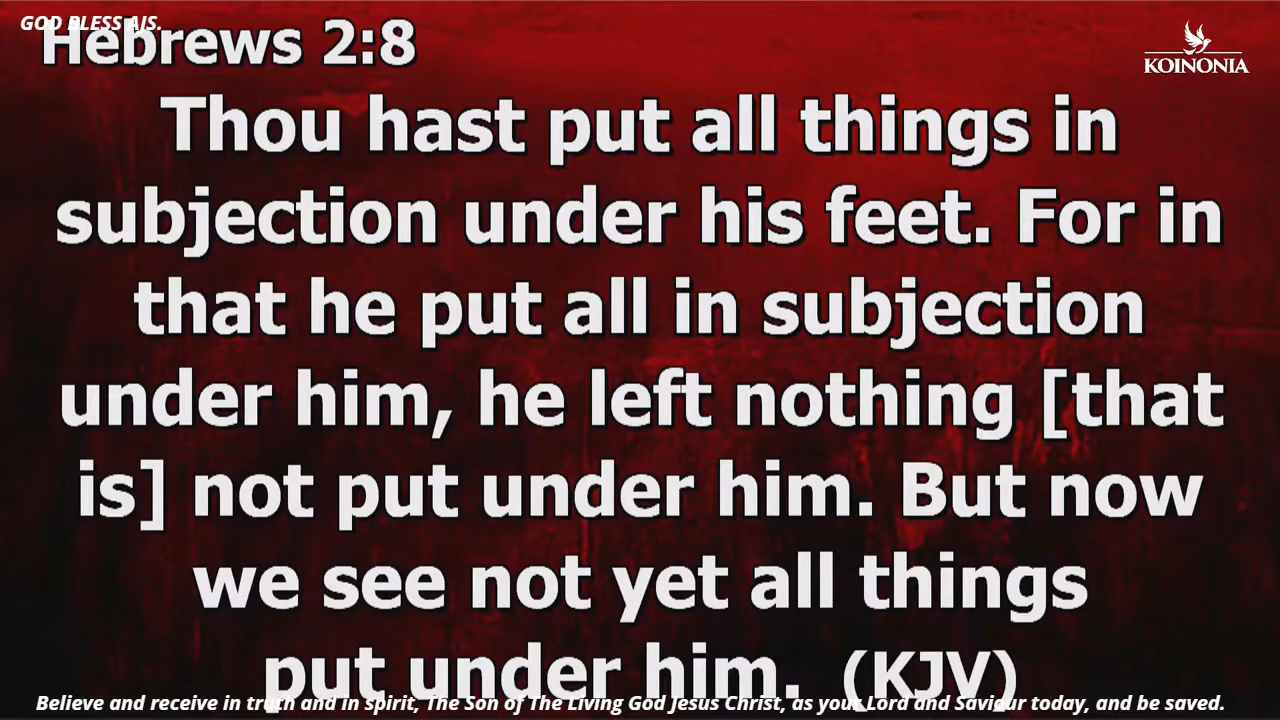 GOD BLESS AJS.
Hebrews 2:8
KOINONIA
Thou hast put all things in
subjection under his feet. For in
that he put all in subjection
under him, he left nothing [that
is] not put under him. But now
we see not yet all things
put under him. (KJV)
Believe and receive in truth and in spirit, The Son of The Living God Jesus Christ, as your Lord and Saviour today, and be saved.